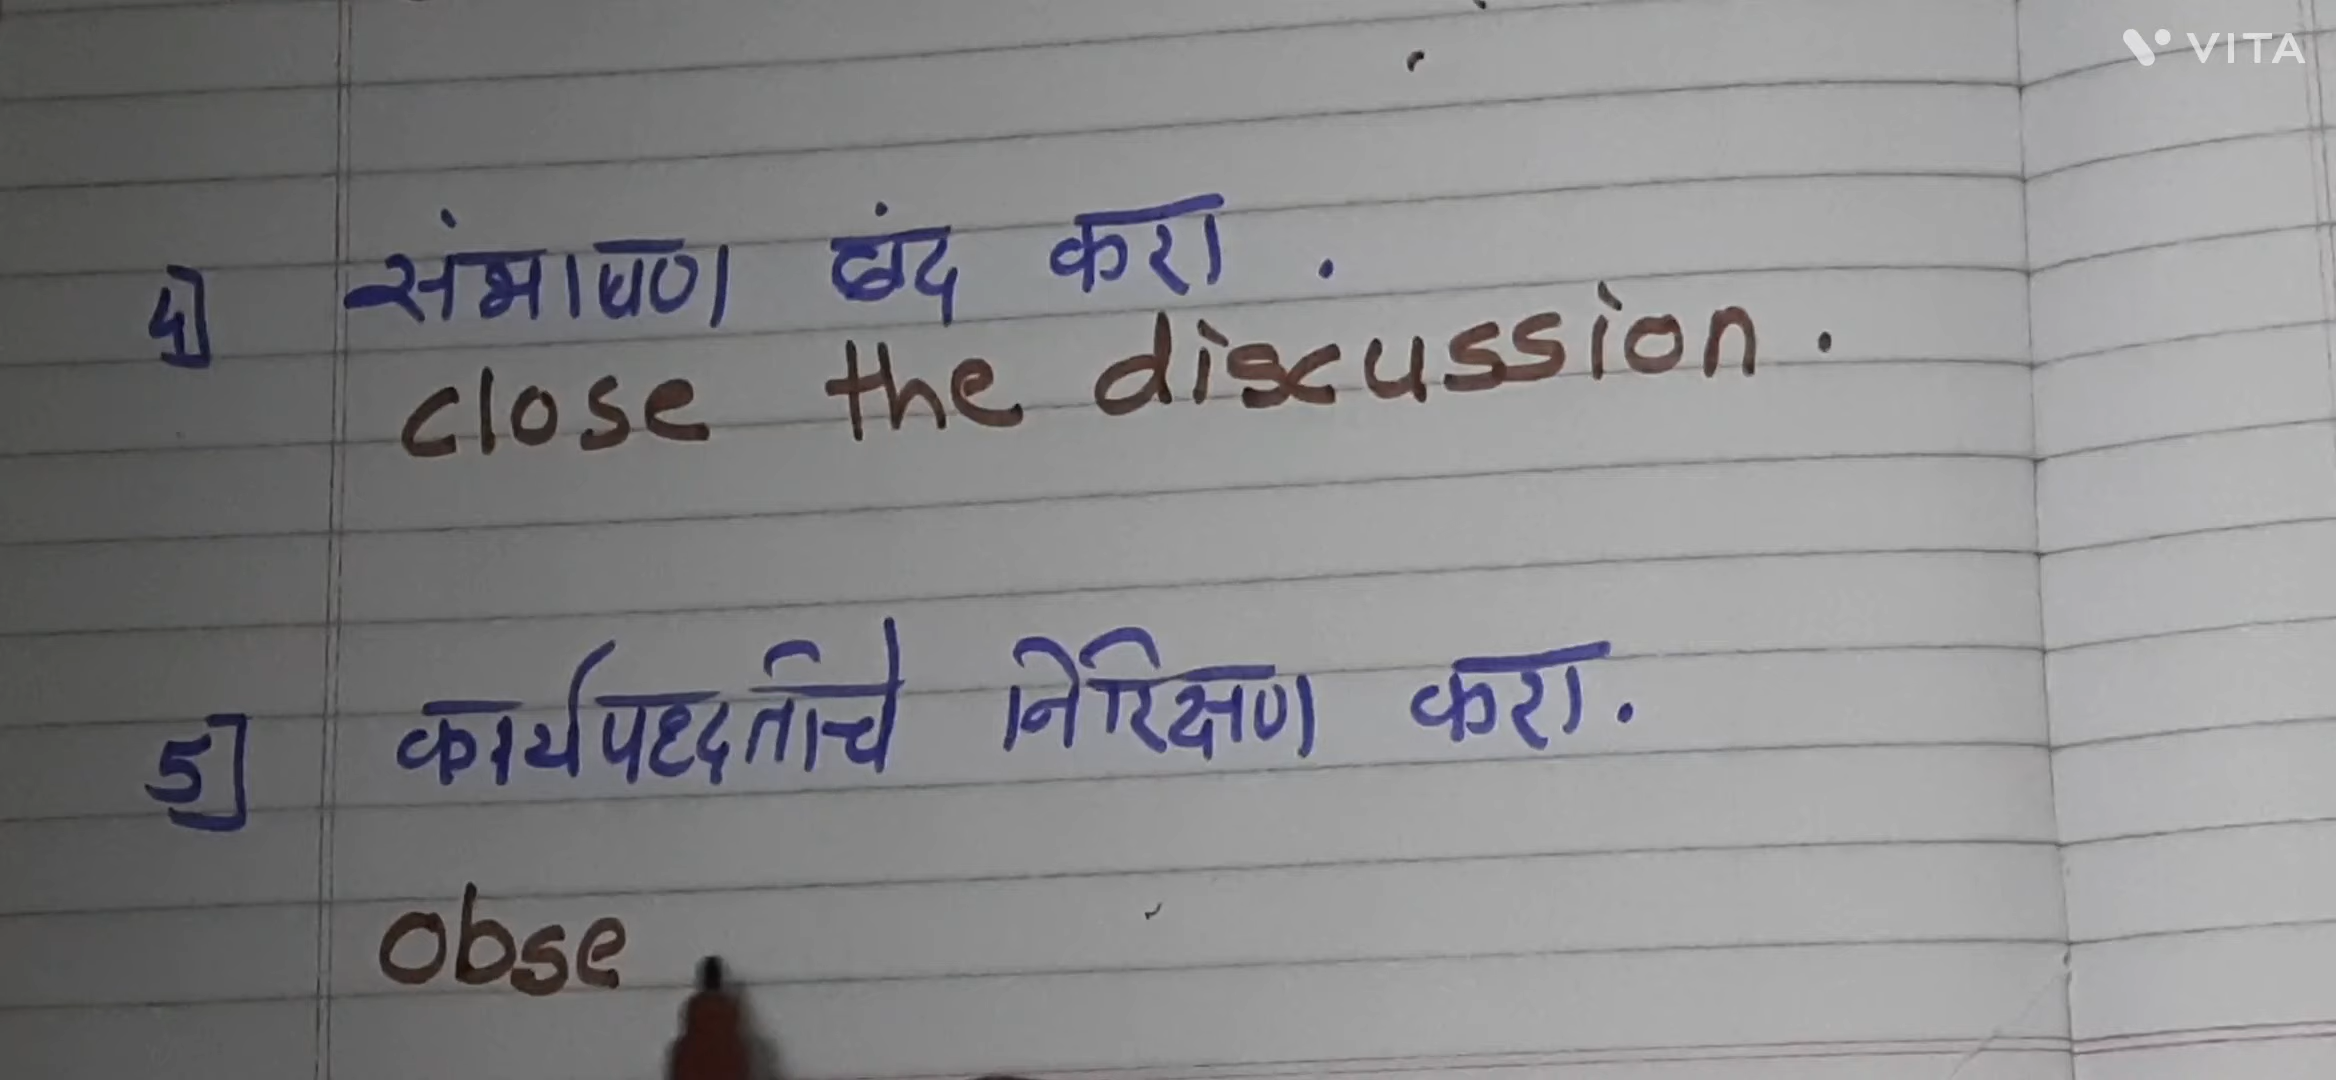 VITA
4] संभाषण बंद करा .
close the discussion .
5] कार्यपद्धतीचे निरिक्षण करा .
obse